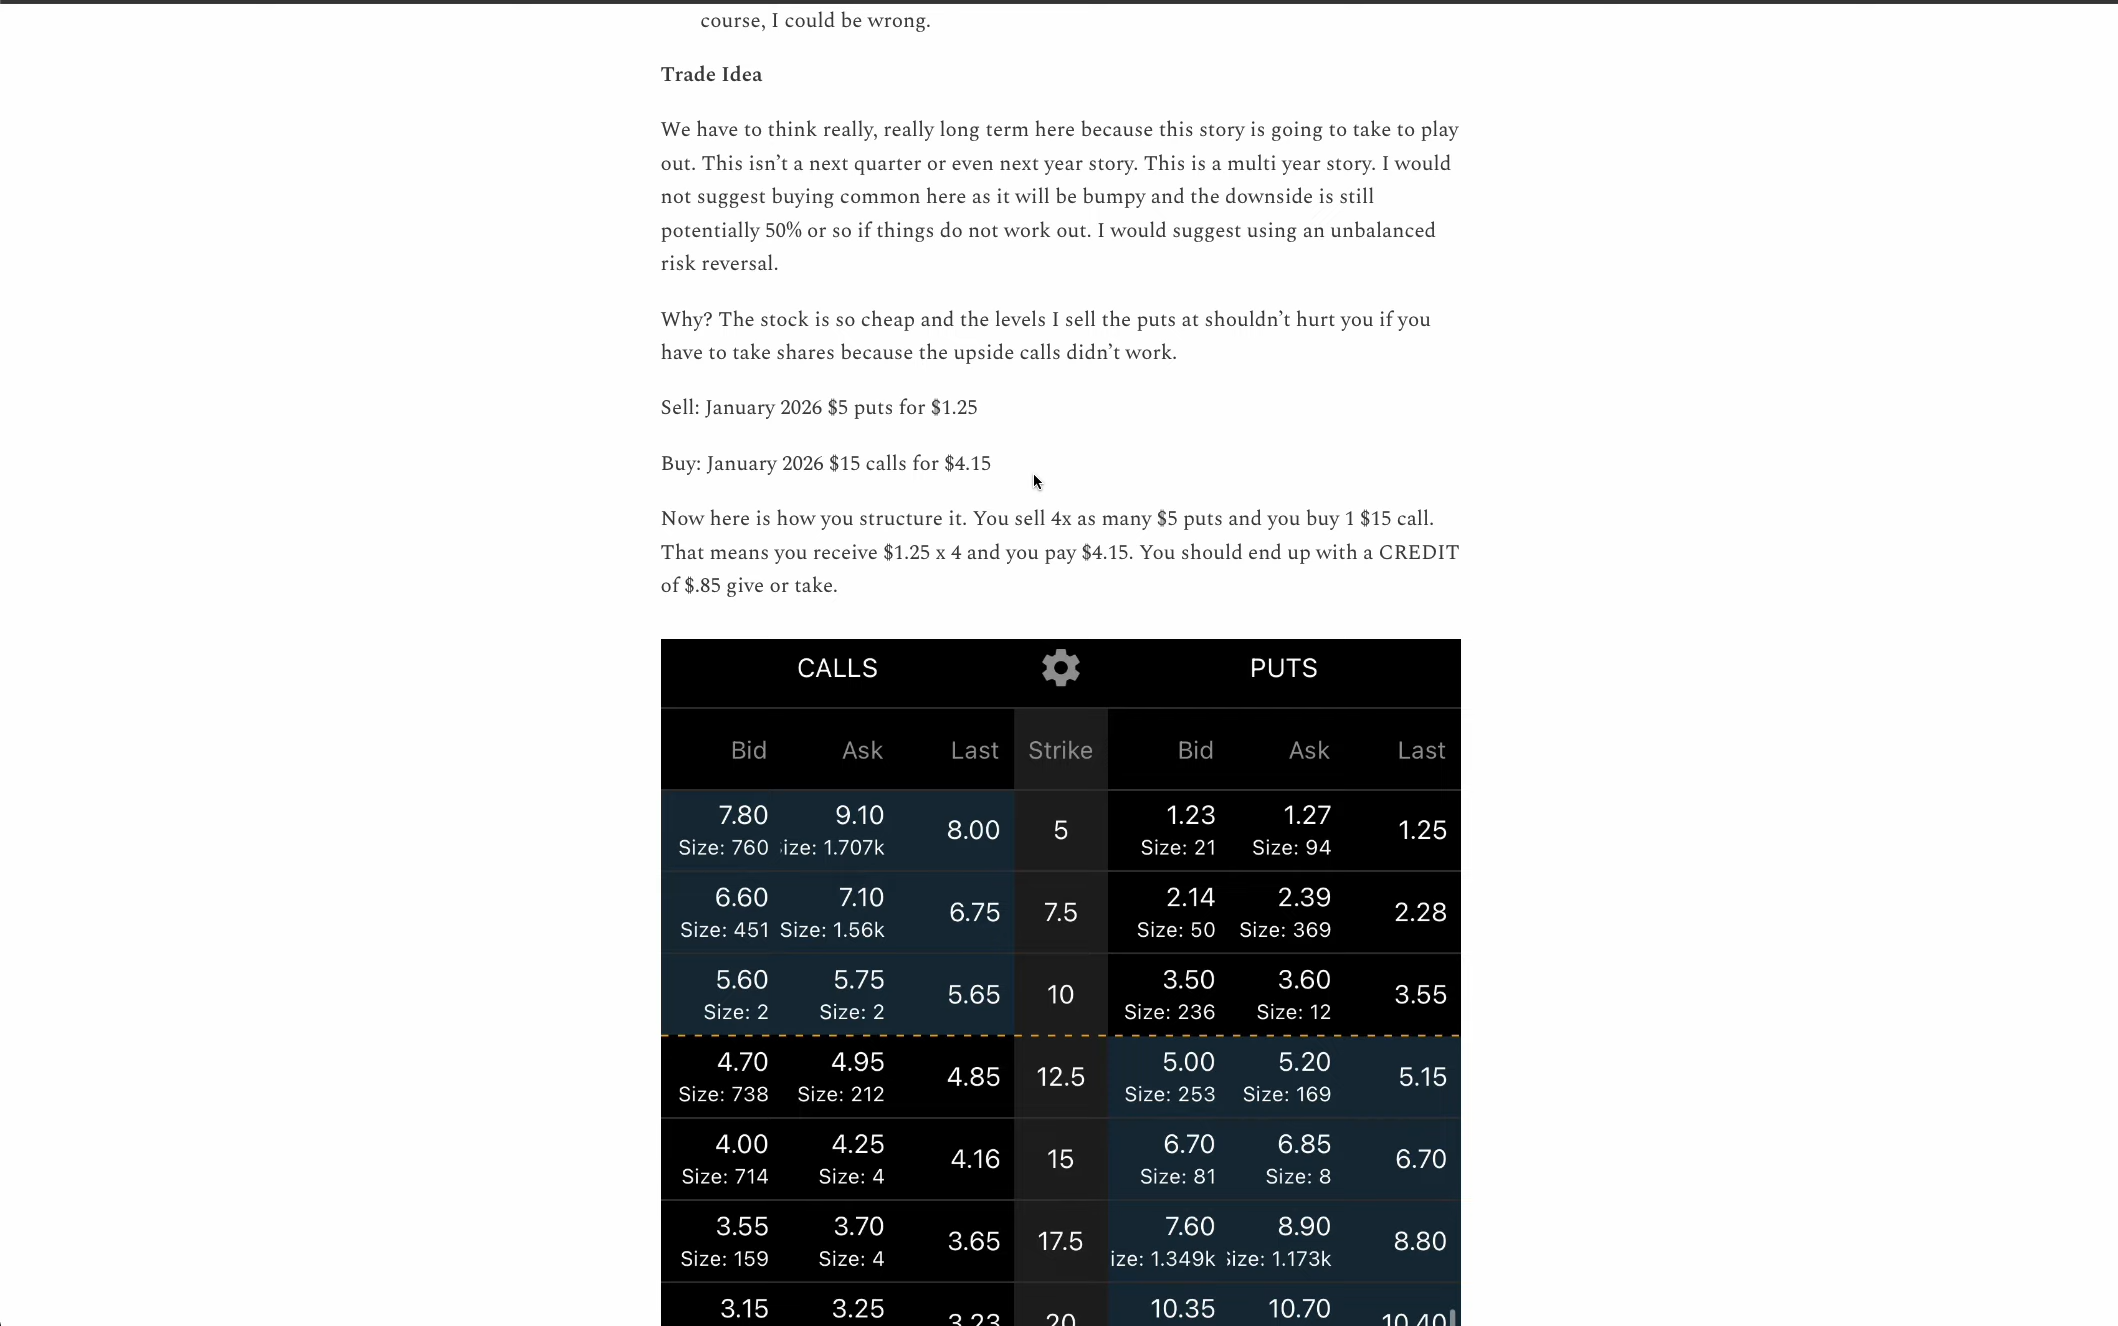 course, I could be wrong.
Trade Idea
We have to think really, really long term here because this story is going to take to play
out. This isn’t a next quarter or even next year story. This is a multi year story. I would
not suggest buying common here as it will be bumpy and the downside is still
potentially 50% or so if things do not work out. I would suggest using an unbalanced
risk reversal.
Why? The stock is so cheap and the levels I sell the puts at shouldn’t hurt you if you
have to take shares because the upside calls didn’t work.
Sell: January 2026 $5 puts for $1.25
Buy: January 2026 $15 calls for $4.15
Now here is how you structure it. You sell 4x as many $5 puts and you buy 1 $15 call.
That means you receive $1.25 x 4 and you pay $4.15. You should end up with a CREDIT
of $.85 give or take.
CALLS PUTS
Bid Ask Last Strike Bid Ask Last
7.80 9.10 8.00 5 1.23 1.27 1.25
Size: 760 ize: 1.707k Size: 21 Size: 94
6.60 7.10 6.75 7.5 2.14 2.39 2.28
Size: 451 Size: 1.56k Size: 50 Size: 369
5.60 5.75 5.65 10 3.50 3.60 3.55
Size: 2 Size: 2 Size: 236 Size: 12
4.70 4.95 4.85 12.5 5.00 5.20 5.15
Size: 738 Size: 212 Size: 253 Size: 169
4.00 4.25 4.16 15 6.70 6.85 6.70
Size: 714 Size: 4 Size: 81 Size: 8
3.55 3.70 3.65 17.5 7.60 8.90 8.80
Size: 159 Size: 4 ize: 1.349k ize: 1.173k
3.15 3.25 3.23 20 10.35 10.70 10.40